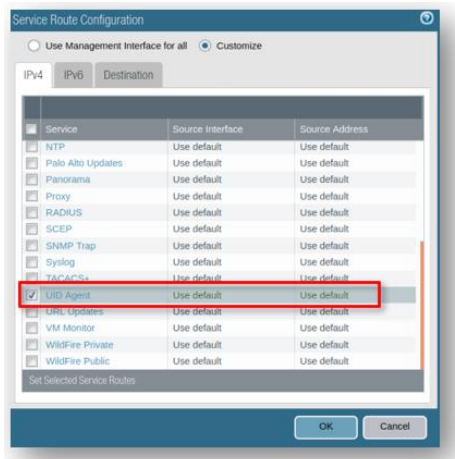 Service Route Configuration
Use Management Interface for all Customize
IPv4 IPv6 Destination
Service Source Interface Source Address
NTP Use default Use default
Palo Alto Updates Use default Use default
Panorama Use default Use default
Proxy Use default Use default
RADIUS Use default Use default
SCEP Use default Use default
SNMP Trap Use default Use default
Syslog Use default Use default
TACACS+ Use default Use default
UID Agent Use default Use default
URL Updates Use default Use default
VM Monitor Use default Use default
WildFire Private Use default Use default
WildFire Public Use default Use default
Set Selected Service Routes
OK Cancel